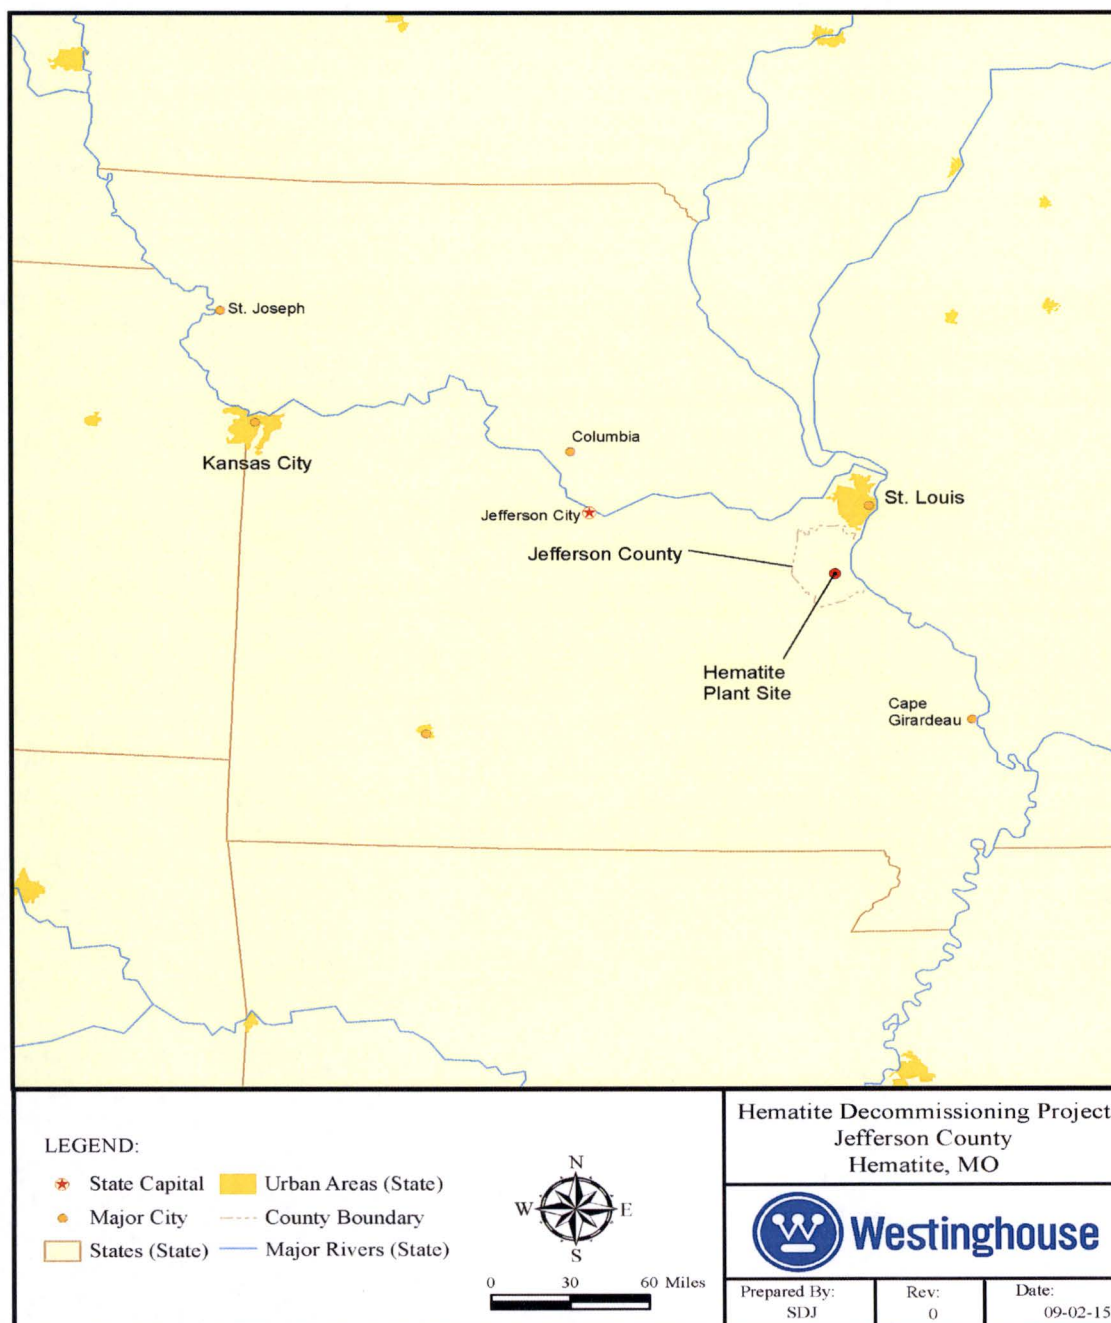 St. Joseph
Kansas City
Columbia
Jefferson City
St. Louis
Jefferson County
Hematite
Plant Site
Cape
Girardeau
LEGEND:
State Capital
Urban Areas (State)
Major City
County Boundary
States (State)
Major Rivers (State)
N
W
E
S
0 30 60 Miles
Hematite Decommissioning Project
Jefferson County
Hematite, MO
W
Westinghouse
Prepared By:
SDJ
Rev:
0
Date:
09-02-15